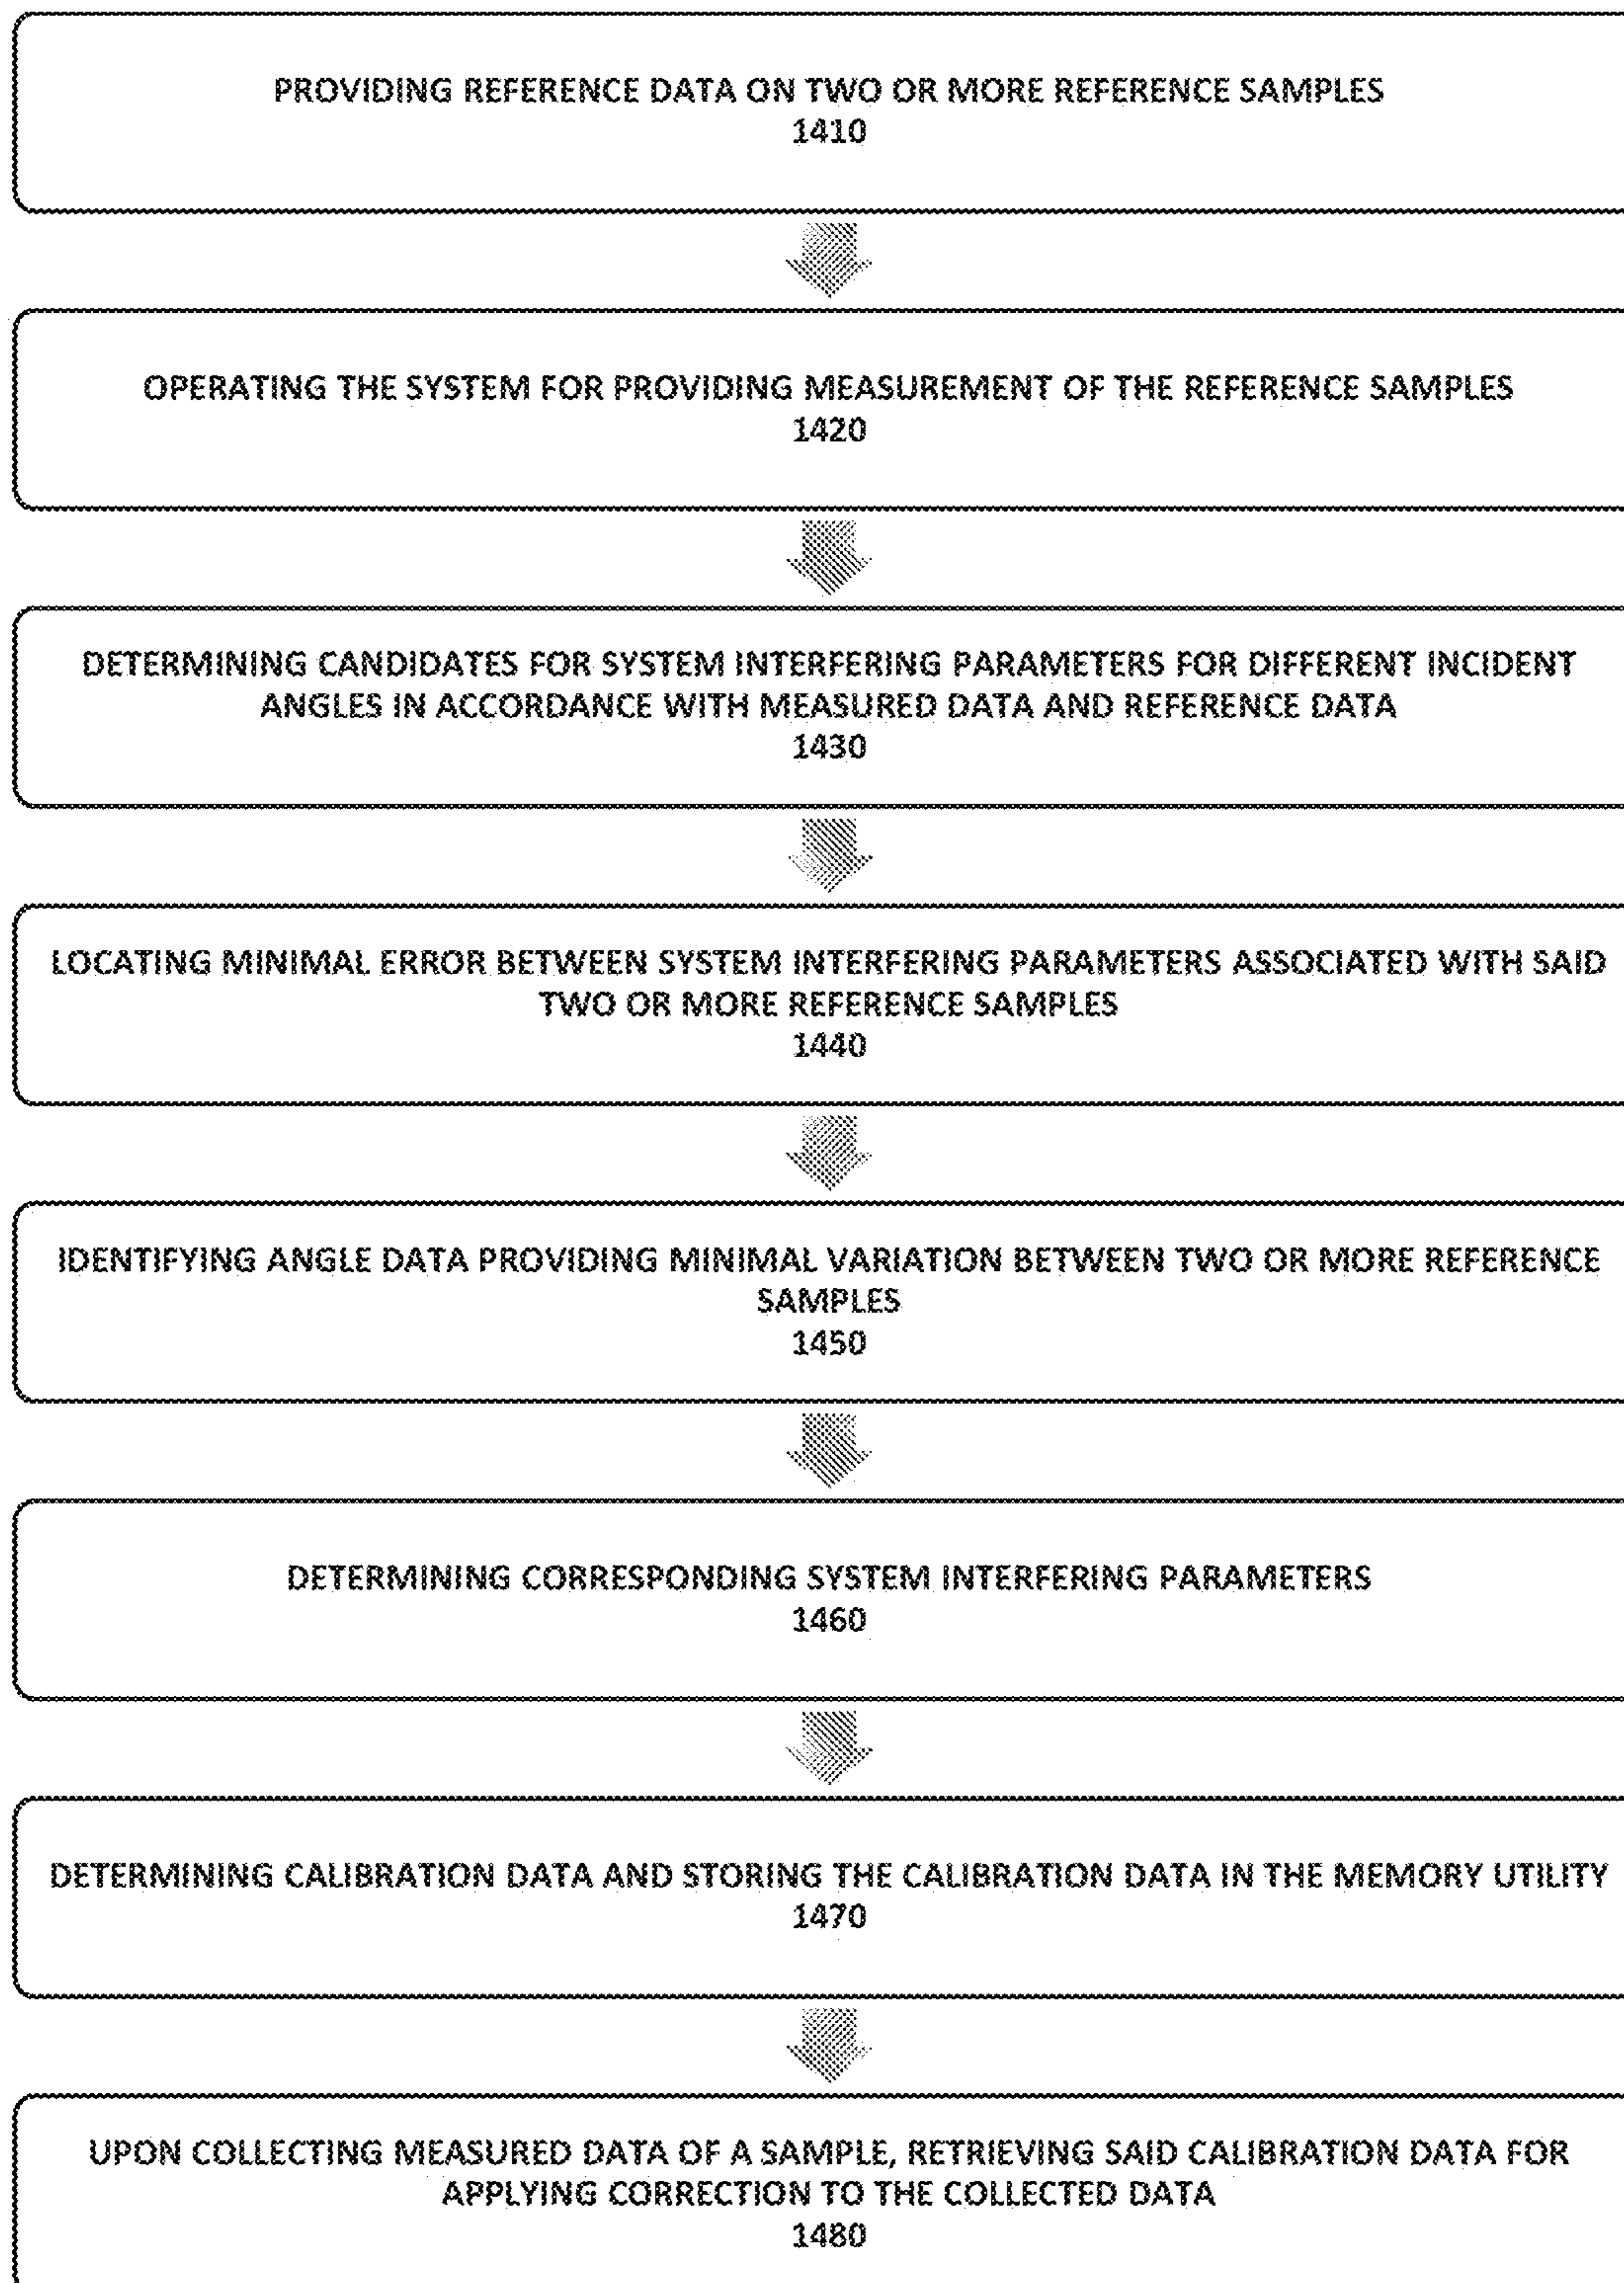 PROVIDING REFERENCE DATA ON TWO OR MORE REFERENCE SAMPLES
1410
OPERATING THE SYSTEM FOR PROVIDING MEASUREMENT OF THE REFERENCE SAMPLES
1420
DETERMINING CANDIDATES FOR SYSTEM INTERFERING PARAMETERS FOR DIFFERENT INCIDENT
ANGLES IN ACCORDANCE WITH MEASURED DATA AND REFERENCE DATA
1430
LOCATING MINIMAL ERROR BETWEEN SYSTEM INTERFERING PARAMETERS ASSOCIATED WITH SAID
TWO OR MORE REFERENCE SAMPLES
1440
IDENTIFYING ANGLE DATA PROVIDING MINIMAL VARIATION BETWEEN TWO OR MORE REFERENCE
SAMPLES
1450
DETERMINING CORRESPONDING SYSTEM INTERFERING PARAMETERS
1460
DETERMINING CALIBRATION DATA AND STORING THE CALIBRATION DATA IN THE MEMORY UTILITY
1470
UPON COLLECTING MEASURED DATA OF A SAMPLE, RETRIEVING SAID CALIBRATION DATA FOR
APPLYING CORRECTION TO THE COLLECTED DATA
1480